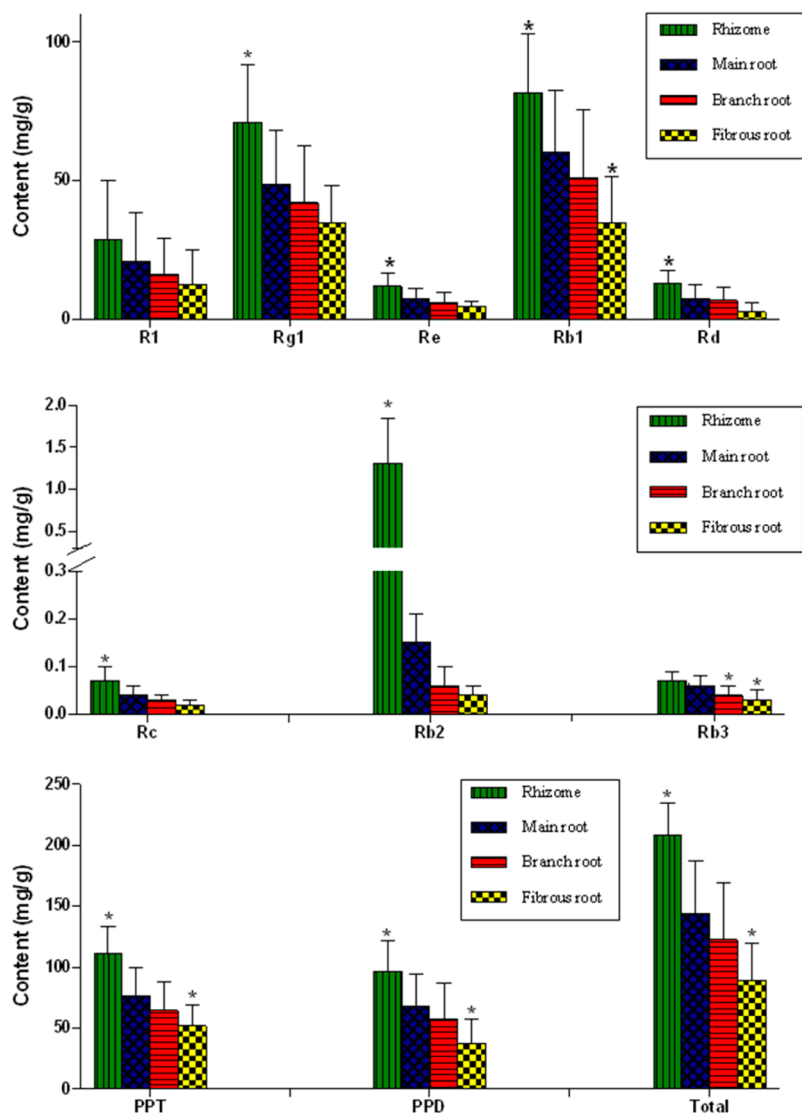 Content (mg/g)
100
50
0
*
*
*
*
*
Rhizome
Main root
Branch root
Fibrous root
R1 Rg1 Re Rb1 Rd
Content (mg/g)
2.0
1.5
1.0
0.5
0.3
0.2
0.1
0.0
*
*
*
*
Rhizome
Main root
Branch root
Fibrous root
Rc Rb2 Rb3
Content (mg/g)
250
200
150
100
50
0
*
*
*
*
*
*
Rhizome
Main root
Branch root
Fibrous root
PPT PPD Total